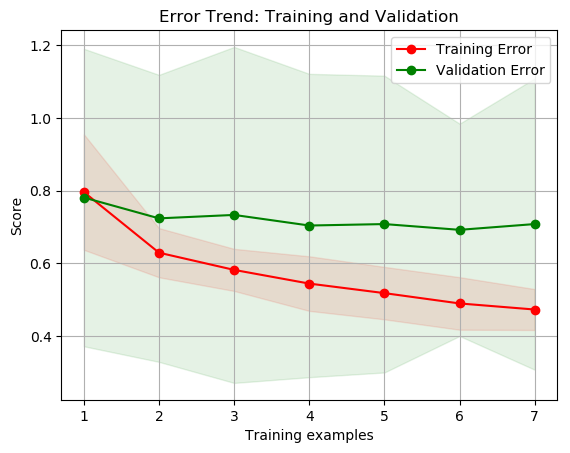 Error Trend: Training and Validation
Training Error
Validation Error
Score
1.2
1.0
0.8
0.6
0.4
1 2 3 4 5 6 7
Training examples